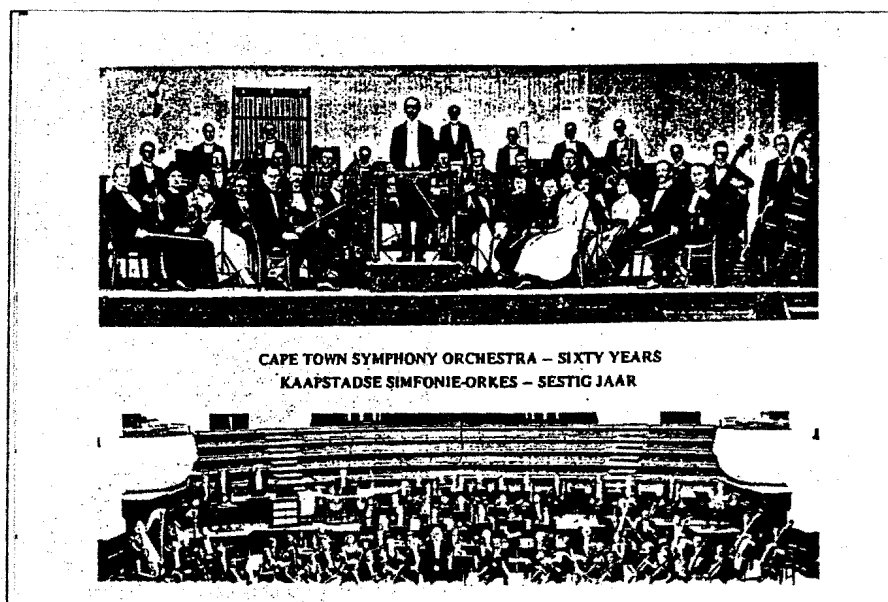 CAPE TOWN SYMPHONY ORCHESTRA – SIXTY YEARS
KAAPSTADSE SIMFONIE-ORKES – SESTIG JAAR